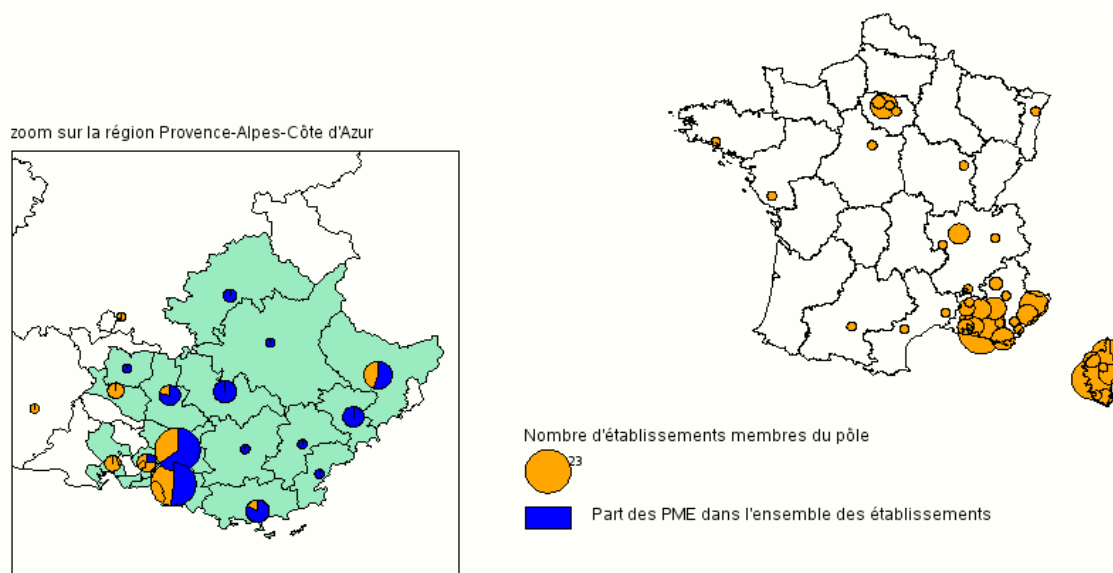 zoom sur la région Provence-Alpes-Côte d'Azur
Nombre d'établissements membres du pôle
23
Part des PME dans l'ensemble des établissements